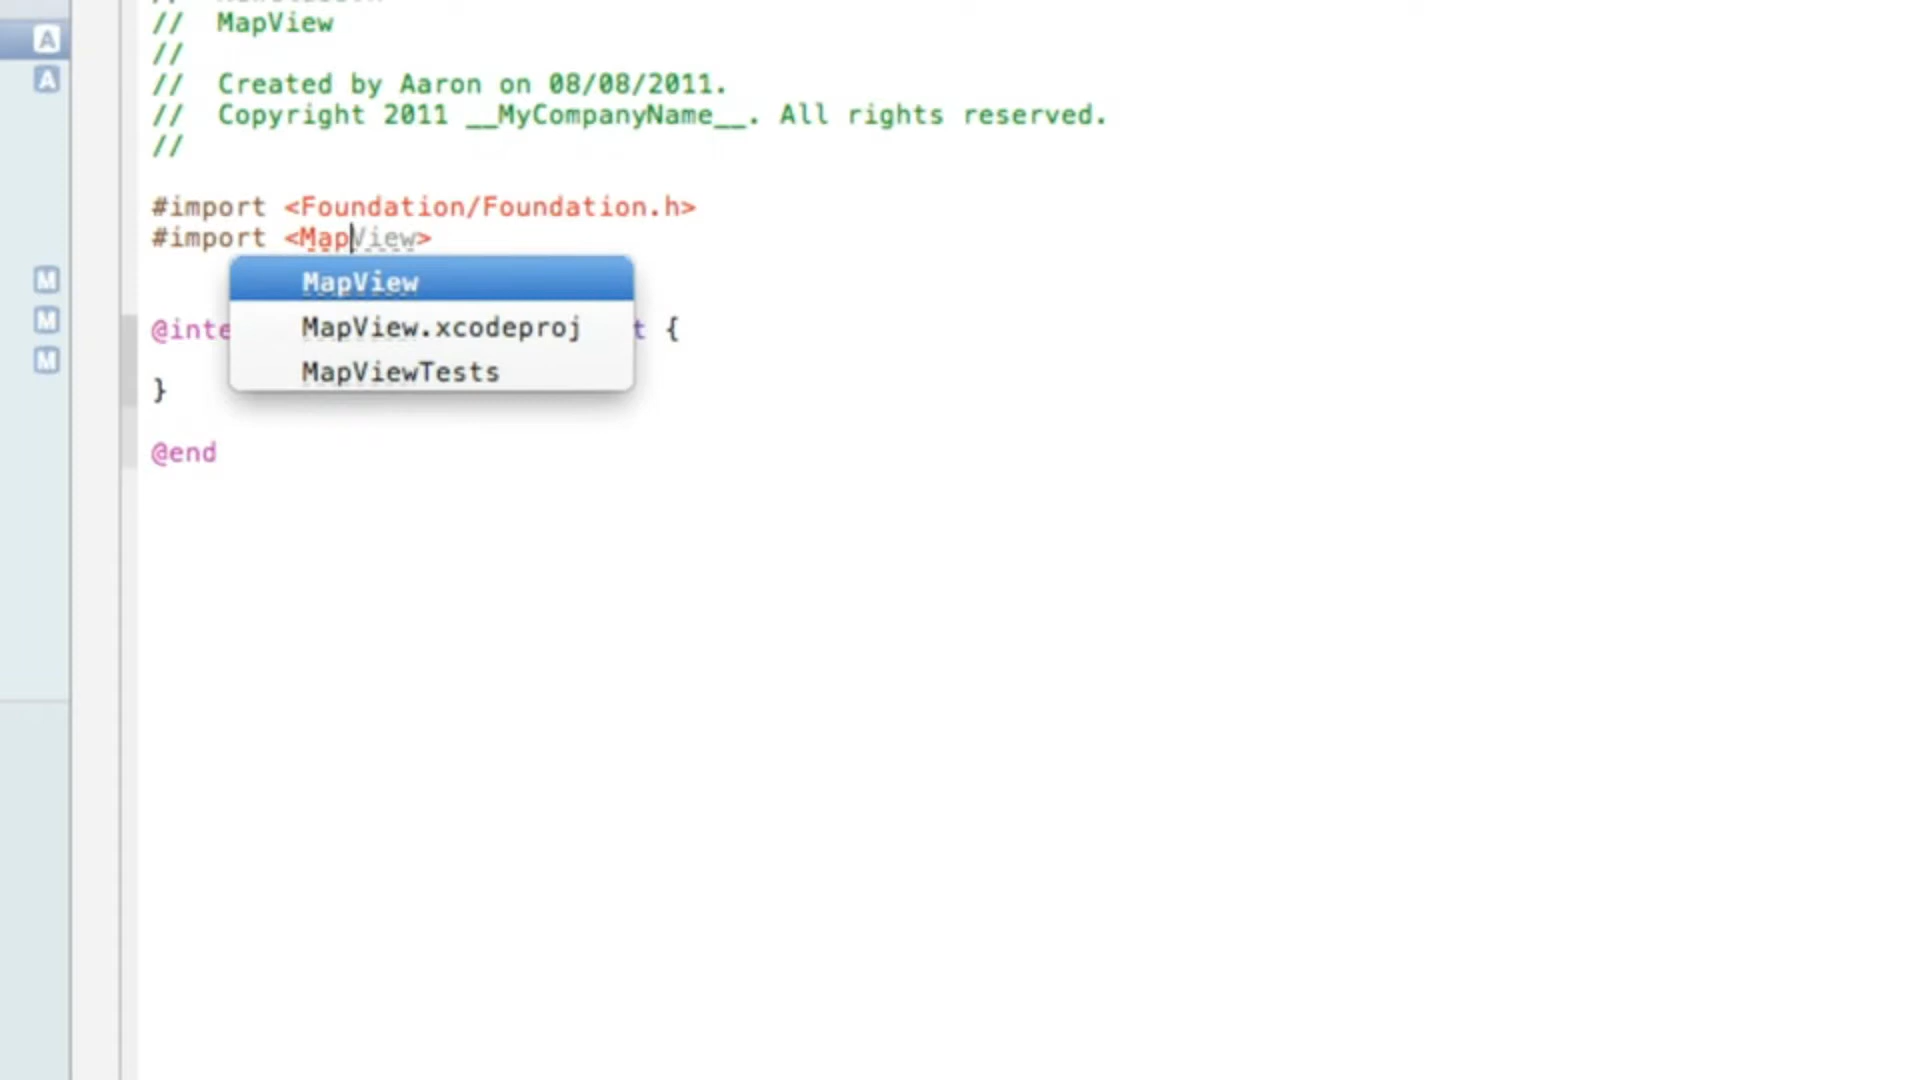 // MapView
//
// Created by Aaron on 08/08/2011.
// Copyright 2011 __MyCompanyName__. All rights reserved.
//
#import <Foundation/Foundation.h>
#import <MapView>
MapView
MapView.xcodeproj
MapViewTests
@inte t {
}
@end
A
A
M
M
M